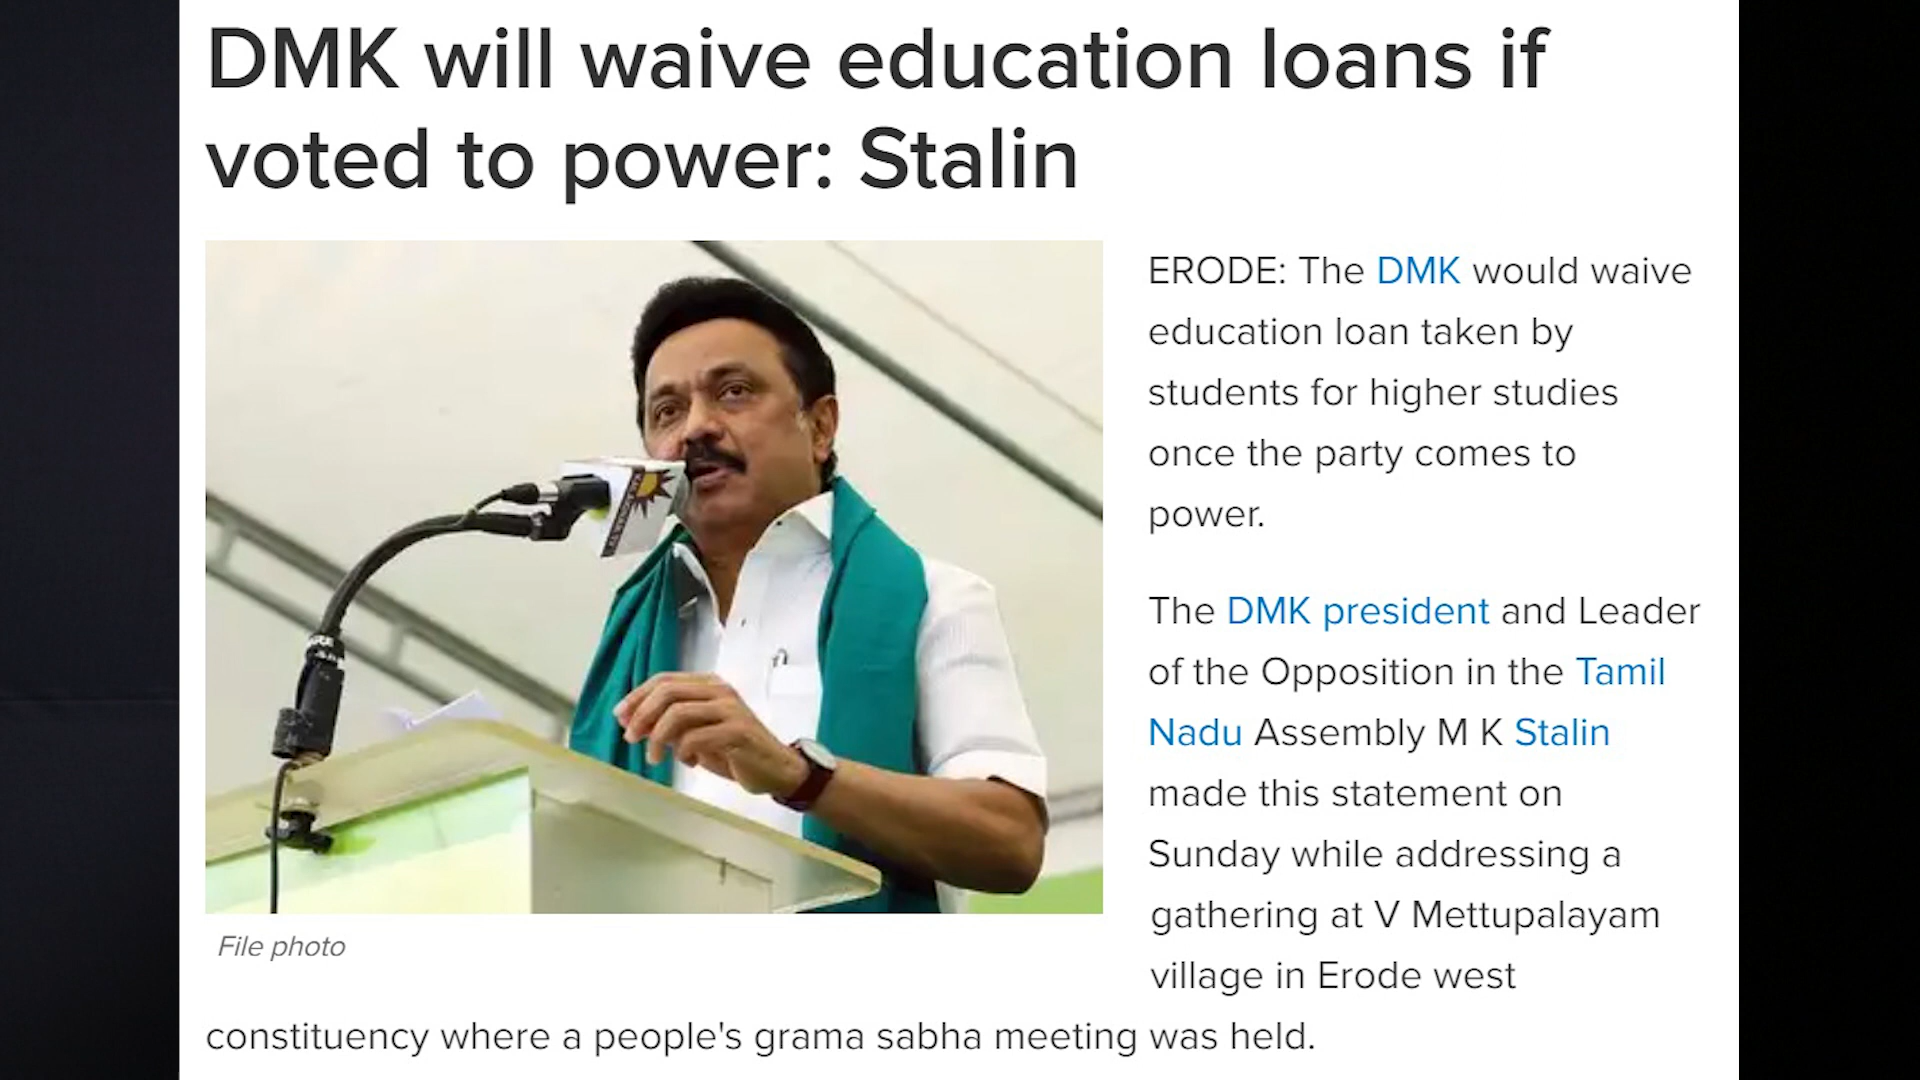 DMK will waive education loans if
voted to power: Stalin
ERODE: The DMK would waive
education loan taken by
students for higher studies
once the party comes to
power.
The DMK president and Leader
of the Opposition in the Tamil
Nadu Assembly M K Stalin
made this statement on
Sunday while addressing a
gathering at V Mettupalayam
village in Erode west
constituency where a people's grama sabha meeting was held.
File photo